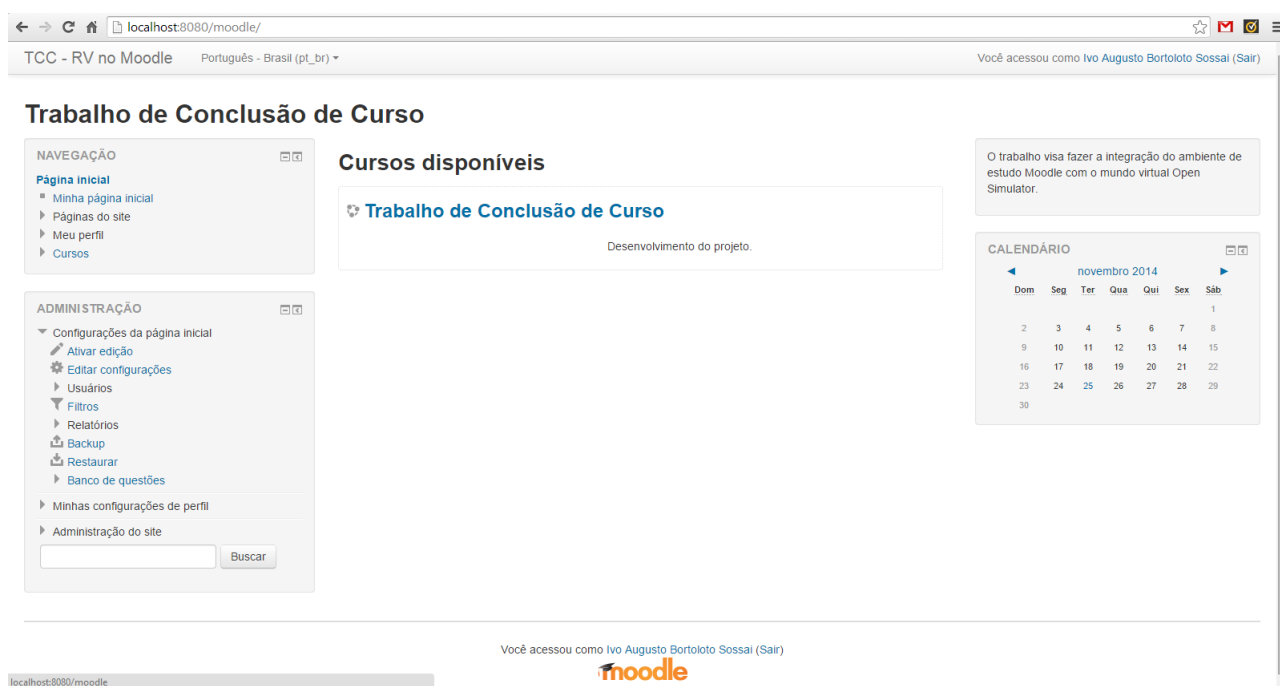 localhost:8080/moodle/
TCC - RV no Moodle
Português - Brasil (pt_br)
Você acessou como Ivo Augusto Bortoloto Sossai (Sair)
Trabalho de Conclusão de Curso
NAVEGAÇÃO
Página inicial
Minha página inicial
Páginas do site
Meu perfil
Cursos
ADMINISTRAÇÃO
Configurações da página inicial
Ativar edição
Editar configurações
Usuários
Filtros
Relatórios
Backup
Restaurar
Banco de questões
Minhas configurações de perfil
Administração do site
Buscar
Cursos disponíveis
Trabalho de Conclusão de Curso
Desenvolvimento do projeto.
O trabalho visa fazer a integração do ambiente de
estudo Moodle com o mundo virtual Open
Simulator.
CALENDÁRIO
novembro 2014
Dom Seg Ter Qua Qui Sex Sáb
1
2 3 4 5 6 7 8
9 10 11 12 13 14 15
16 17 18 19 20 21 22
23 24 25 26 27 28 29
30
Você acessou como Ivo Augusto Bortoloto Sossai (Sair)
moodle
localhost:8080/moodle